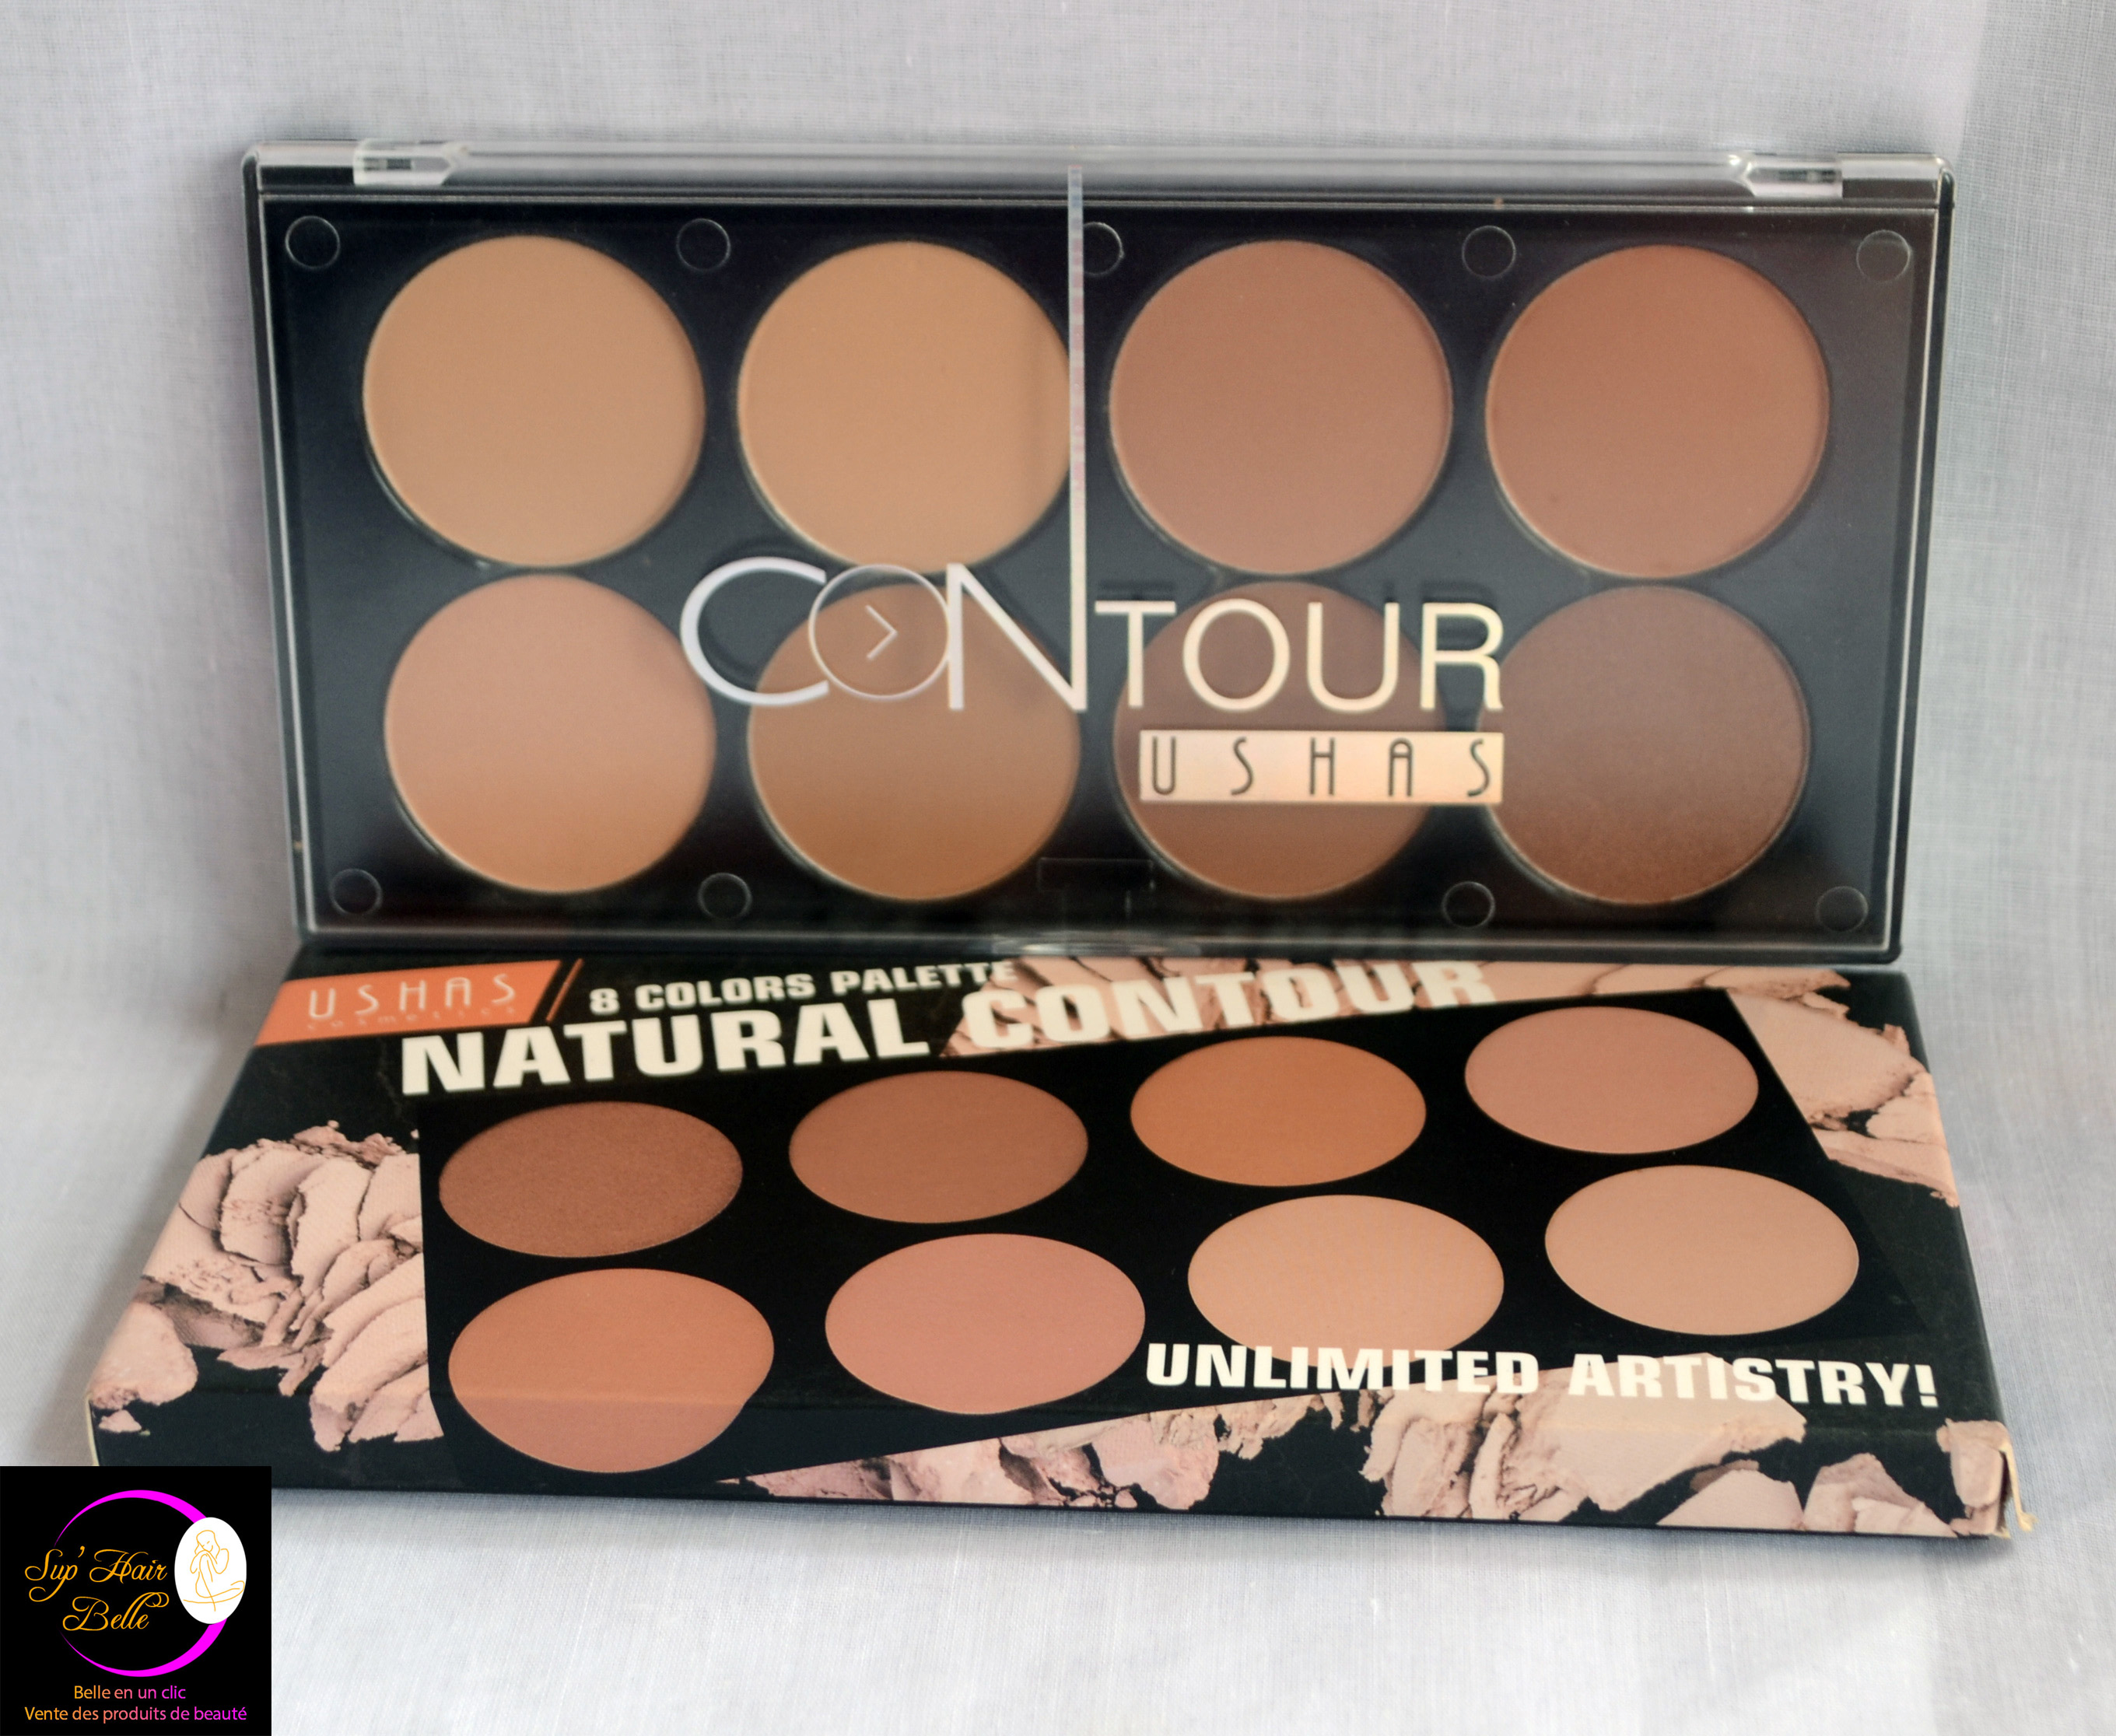 CONTOUR
USHAS
USHAS
cosmetics
8 COLORS PALETTE
NATURAL CONTOUR
UNLIMITED ARTISTRY!
Sup' Hair
Belle
Belle en un clic
Vente des produits de beauté